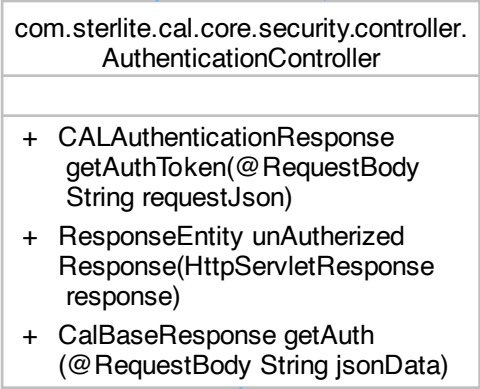 com.sterlite.cal.core.security.controller.
AuthenticationController
+ CALAuthenticationResponse
getAuthToken(@RequestBody
String requestJson)
+ ResponseEntity unAutherized
Response(HttpServletResponse
response)
+ CalBaseResponse getAuth
(@RequestBody String jsonData)